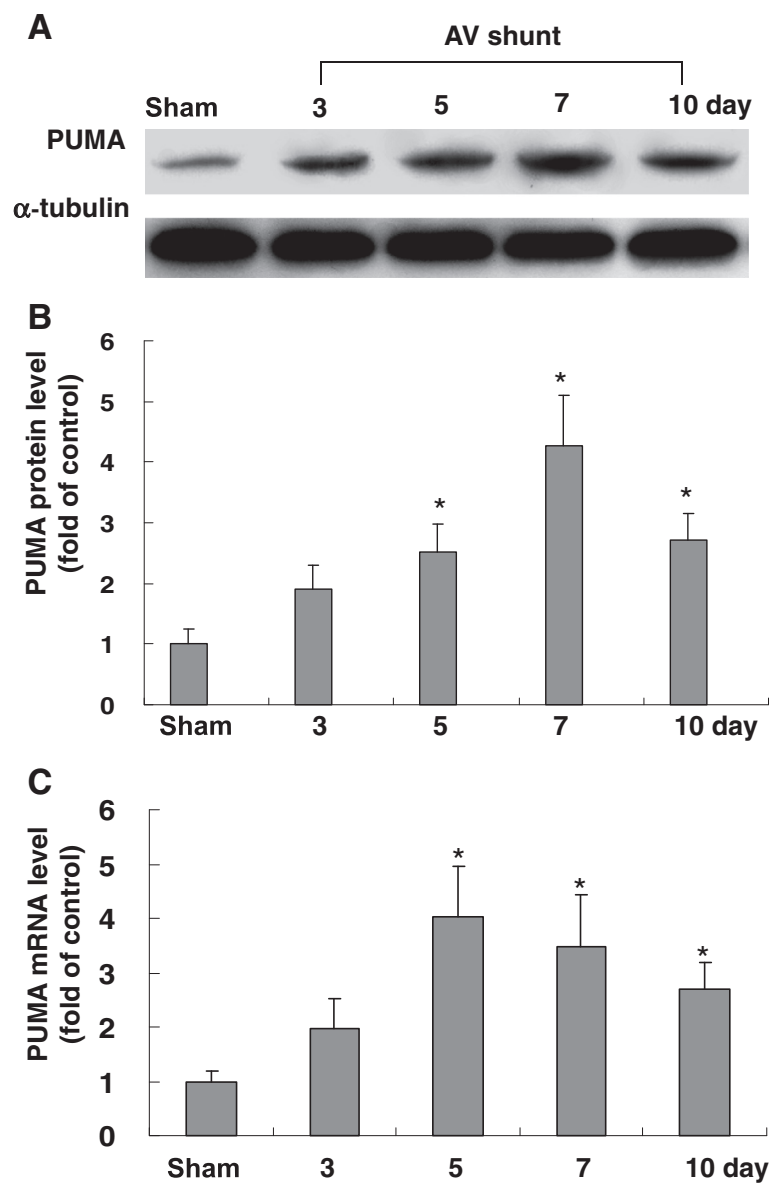 A
AV shunt
Sham 3 5 7 10 day
PUMA
α-tubulin
B
PUMA protein level
(fold of control)
6
5
4
3
2
1
0
*
*
*
Sham 3 5 7 10 day
C
PUMA mRNA level
(fold of control)
6
5
4
3
2
1
0
*
*
*
Sham 3 5 7 10 day